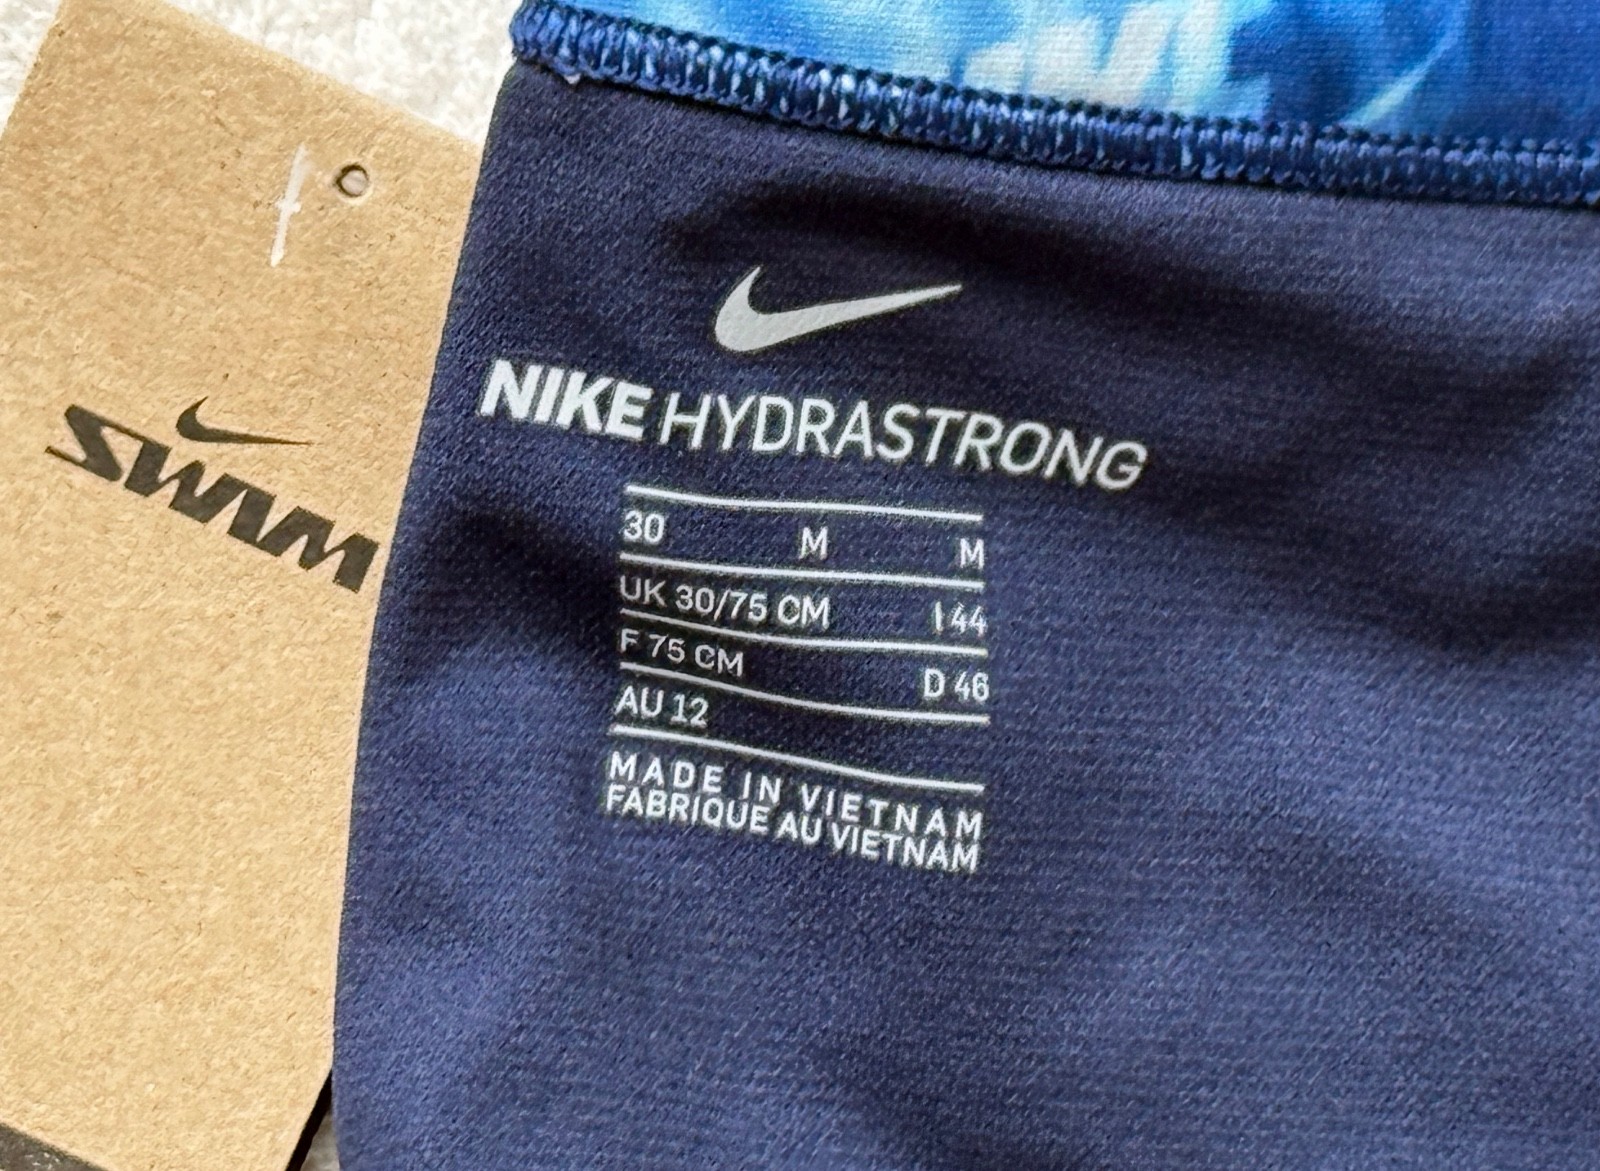 SWIM
NIKE HYDRASTRONG
30 M M
UK 30/75 CM I 44
F 75 CM D 46
AU 12
MADE IN VIETNAM
FABRIQUE AU VIETNAM